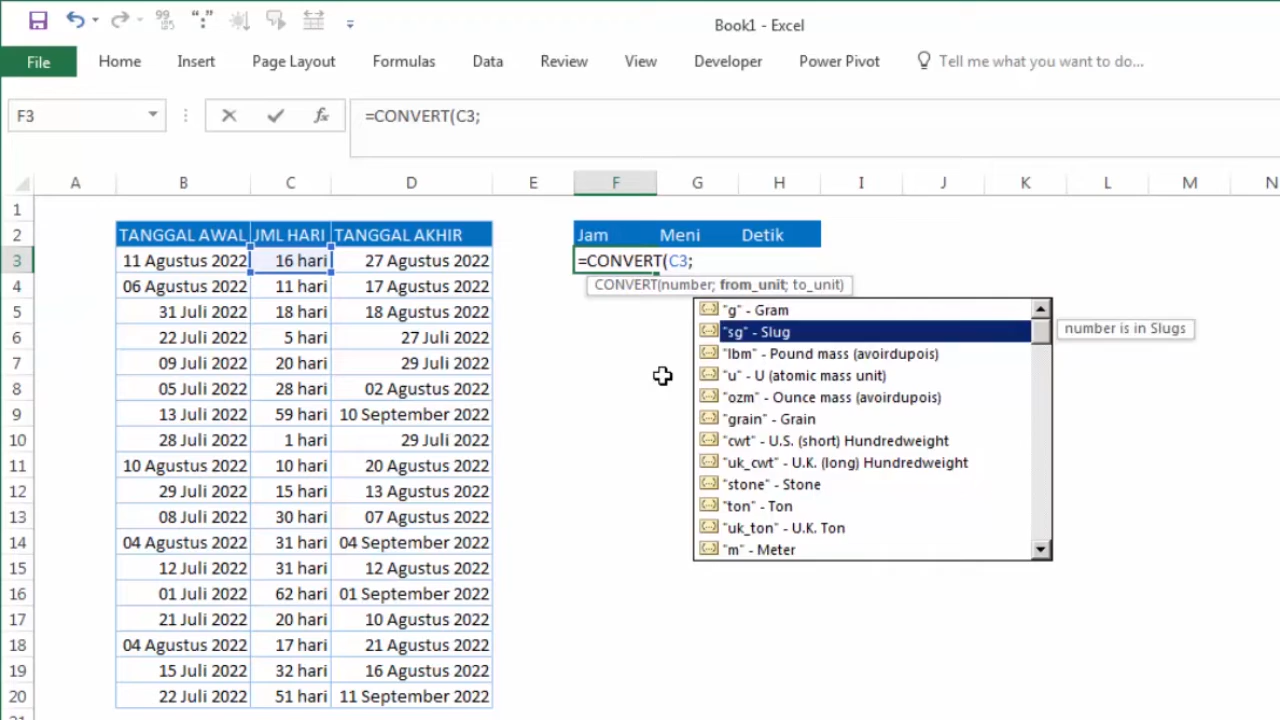 Book1 - Excel
File Home Insert Page Layout Formulas Data Review View Developer Power Pivot Tell me what you want to do...
F3 fx =CONVERT(C3;
A B C D E F G H I J K L M N
1
2 TANGGAL AWAL JML HARI TANGGAL AKHIR Jam Meni Detik
3 11 Agustus 2022 16 hari 27 Agustus 2022 =CONVERT(C3;
CONVERT(number; from_unit; to_unit)
4 06 Agustus 2022 11 hari 17 Agustus 2022
5 31 Juli 2022 18 hari 18 Agustus 2022 "g" - Gram
6 22 Juli 2022 5 hari 27 Juli 2022 "sg" - Slug number is in Slugs
7 09 Juli 2022 20 hari 29 Juli 2022 "lbm" - Pound mass (avoirdupois)
8 05 Juli 2022 28 hari 02 Agustus 2022 "u" - U (atomic mass unit)
9 13 Juli 2022 59 hari 10 September 2022 "ozm" - Ounce mass (avoirdupois)
10 28 Juli 2022 1 hari 29 Juli 2022 "grain" - Grain
11 10 Agustus 2022 10 hari 20 Agustus 2022 "cwt" - U.S. (short) Hundredweight
12 29 Juli 2022 15 hari 13 Agustus 2022 "uk_cwt" - U.K. (long) Hundredweight
13 08 Juli 2022 30 hari 07 Agustus 2022 "stone" - Stone
14 04 Agustus 2022 31 hari 04 September 2022 "ton" - Ton
15 12 Juli 2022 31 hari 12 Agustus 2022 "uk_ton" - U.K. Ton
16 01 Juli 2022 62 hari 01 September 2022 "m" - Meter
17 21 Juli 2022 20 hari 10 Agustus 2022
18 04 Agustus 2022 17 hari 21 Agustus 2022
19 15 Juli 2022 32 hari 16 Agustus 2022
20 22 Juli 2022 51 hari 11 September 2022